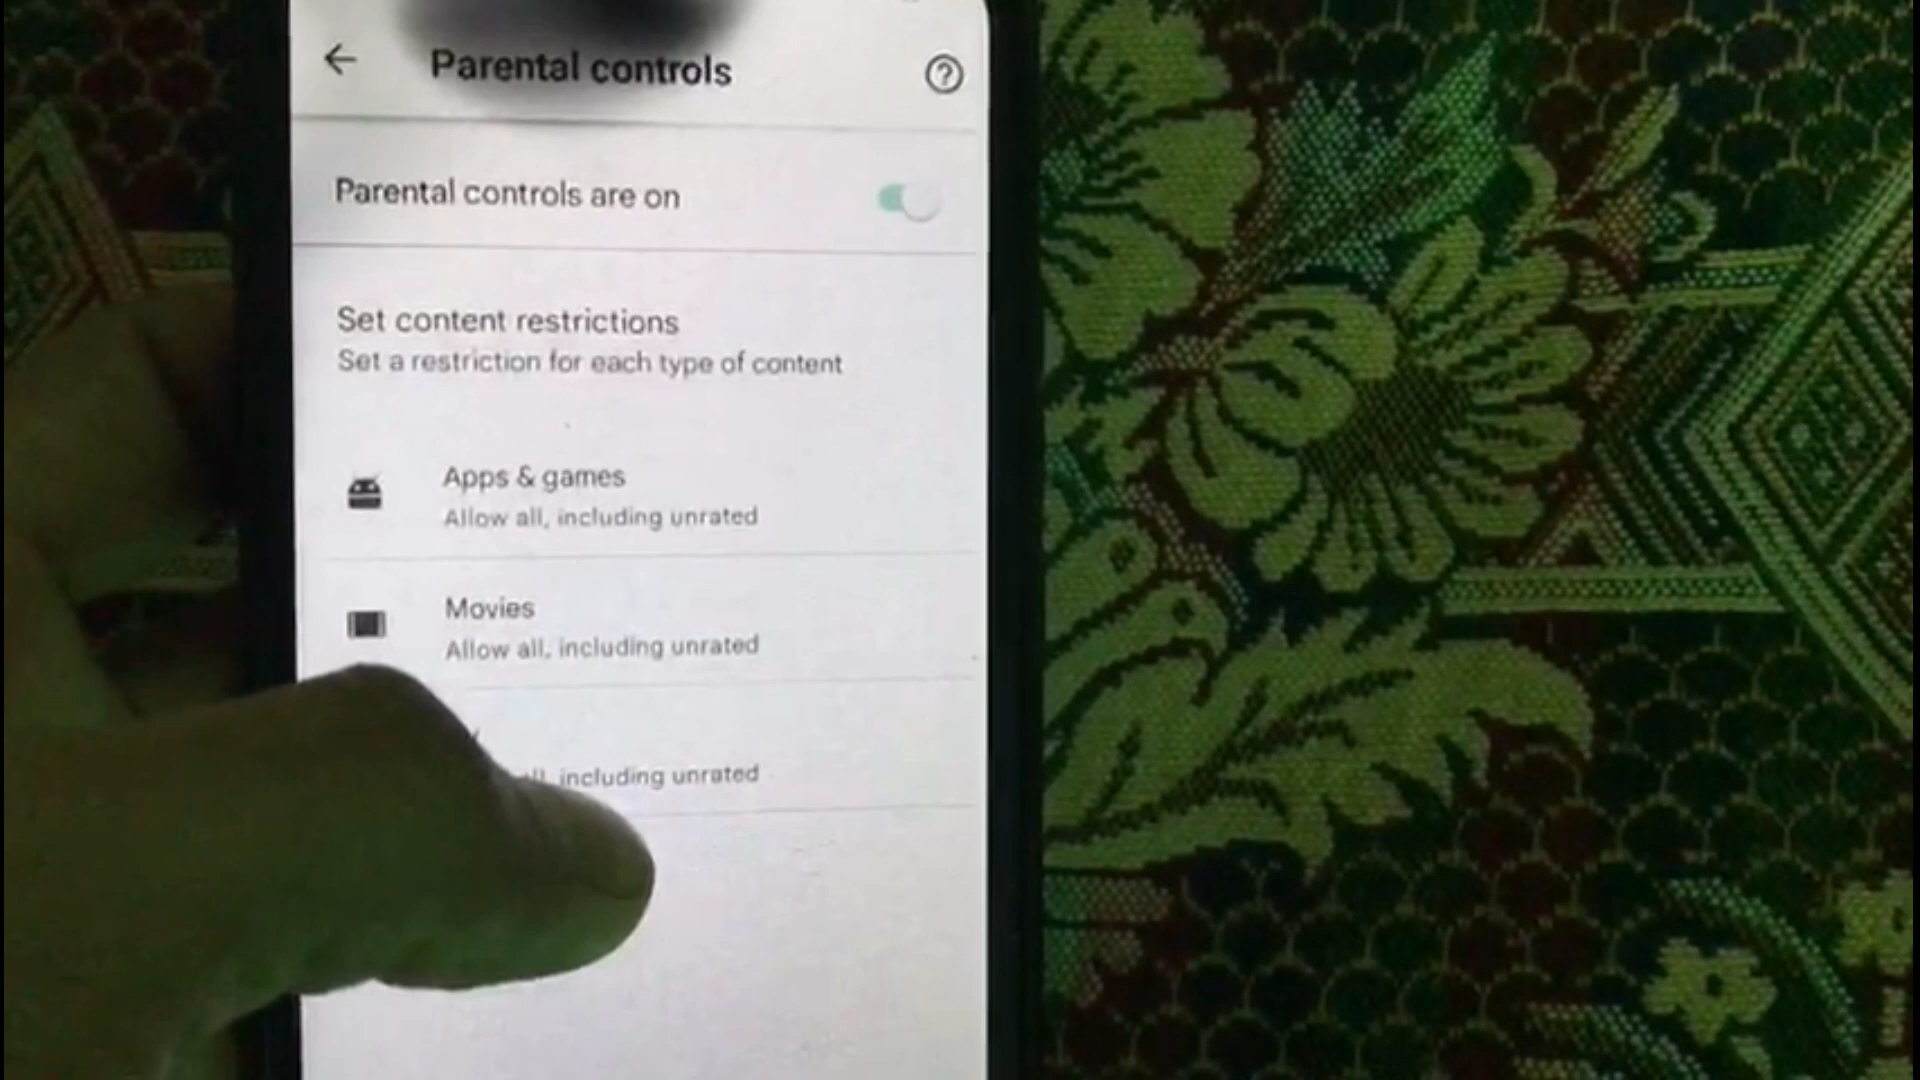 Parental controls
Parental controls are on
Set content restrictions
Set a restriction for each type of content
Apps & games
Allow all, including unrated
Movies
Allow all, including unrated
including unrated